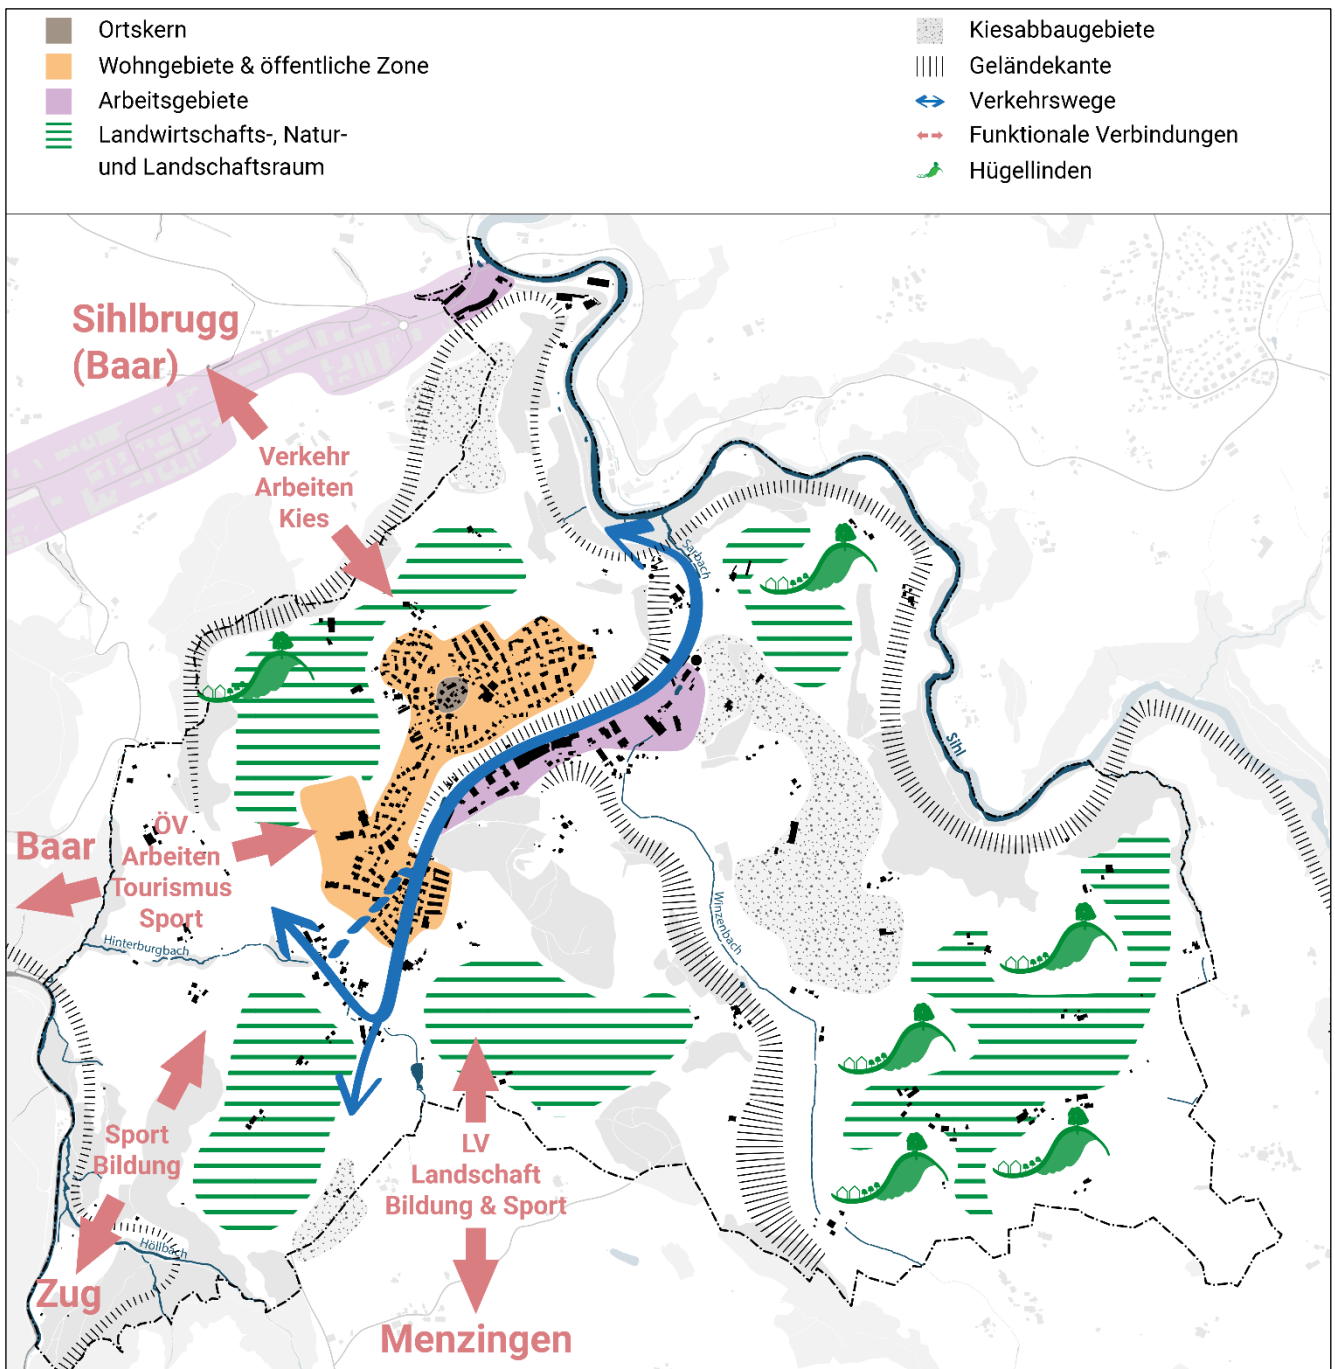 Ortskern
Wohngebiete & öffentliche Zone
Arbeitsgebiete
Landwirtschafts-, Natur-
und Landschaftsraum
Kiesabbaugebiete
Geländekante
Verkehrswege
Funktionale Verbindungen
Hügellinden
Sihlbrugg
(Baar)
Verkehr
Arbeiten
Kies
Sarbach
Sihl
Baar
ÖV
Arbeiten
Tourismus
Sport
Hinterburgbach
Winzenbach
Sport
Bildung
LV
Landschaft
Bildung & Sport
Höllbach
Zug
Menzingen